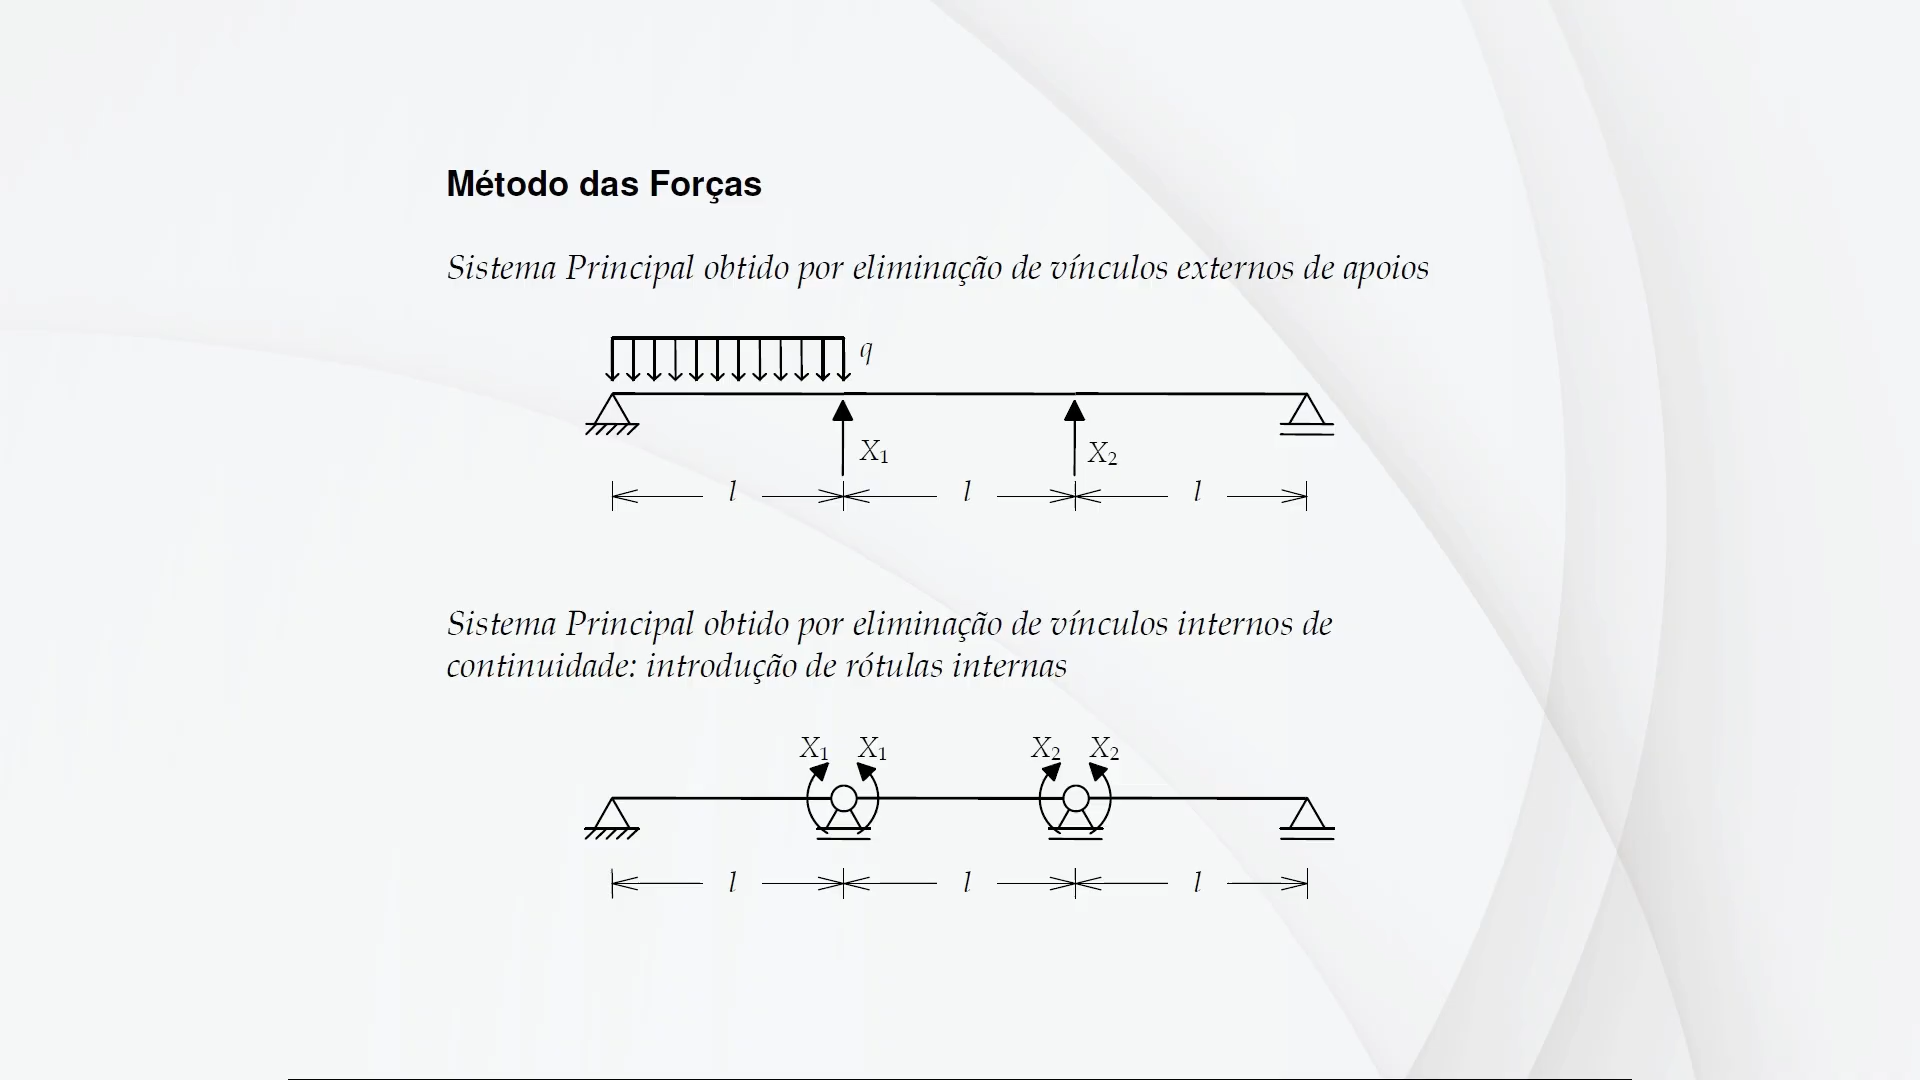 Método das Forças
Sistema Principal obtido por eliminação de vínculos externos de apoios
q
X₁
X₂
l l l
Sistema Principal obtido por eliminação de vínculos internos de
continuidade: introdução de rótulas internas
X₁ X₁ X₂ X₂
l l l